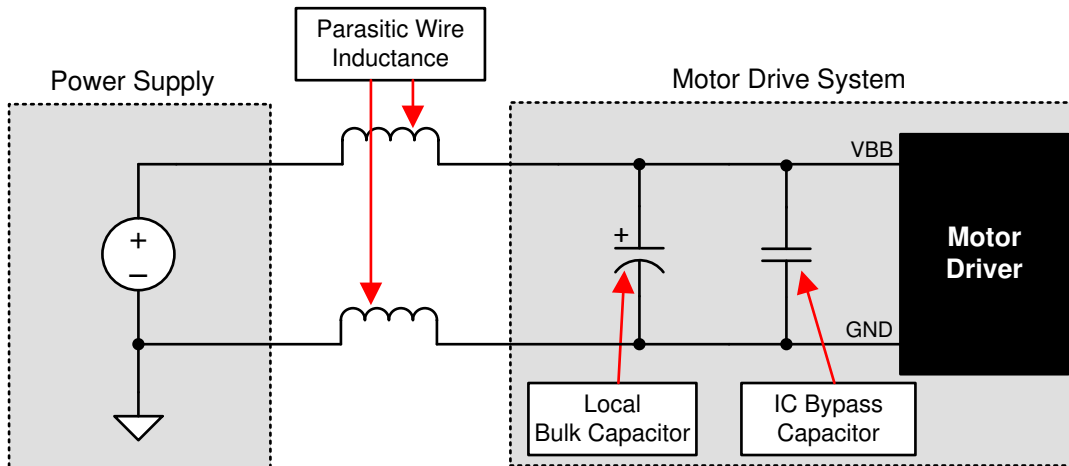 Parasitic Wire
Inductance
Power Supply
Motor Drive System
VBB
+
–
+
Motor
Driver
GND
Local
Bulk Capacitor
IC Bypass
Capacitor